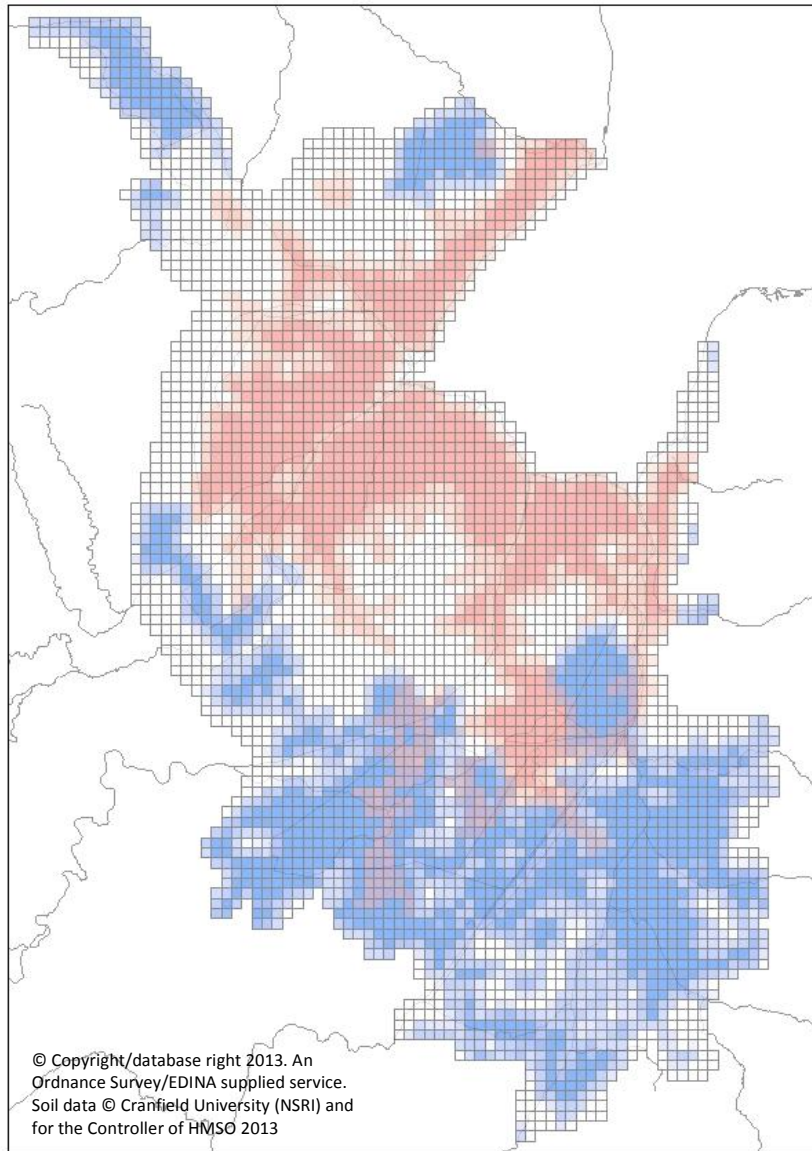 © Copyright/database right 2013. An
Ordnance Survey/EDINA supplied service.
Soil data © Cranfield University (NSRI) and
for the Controller of HMSO 2013